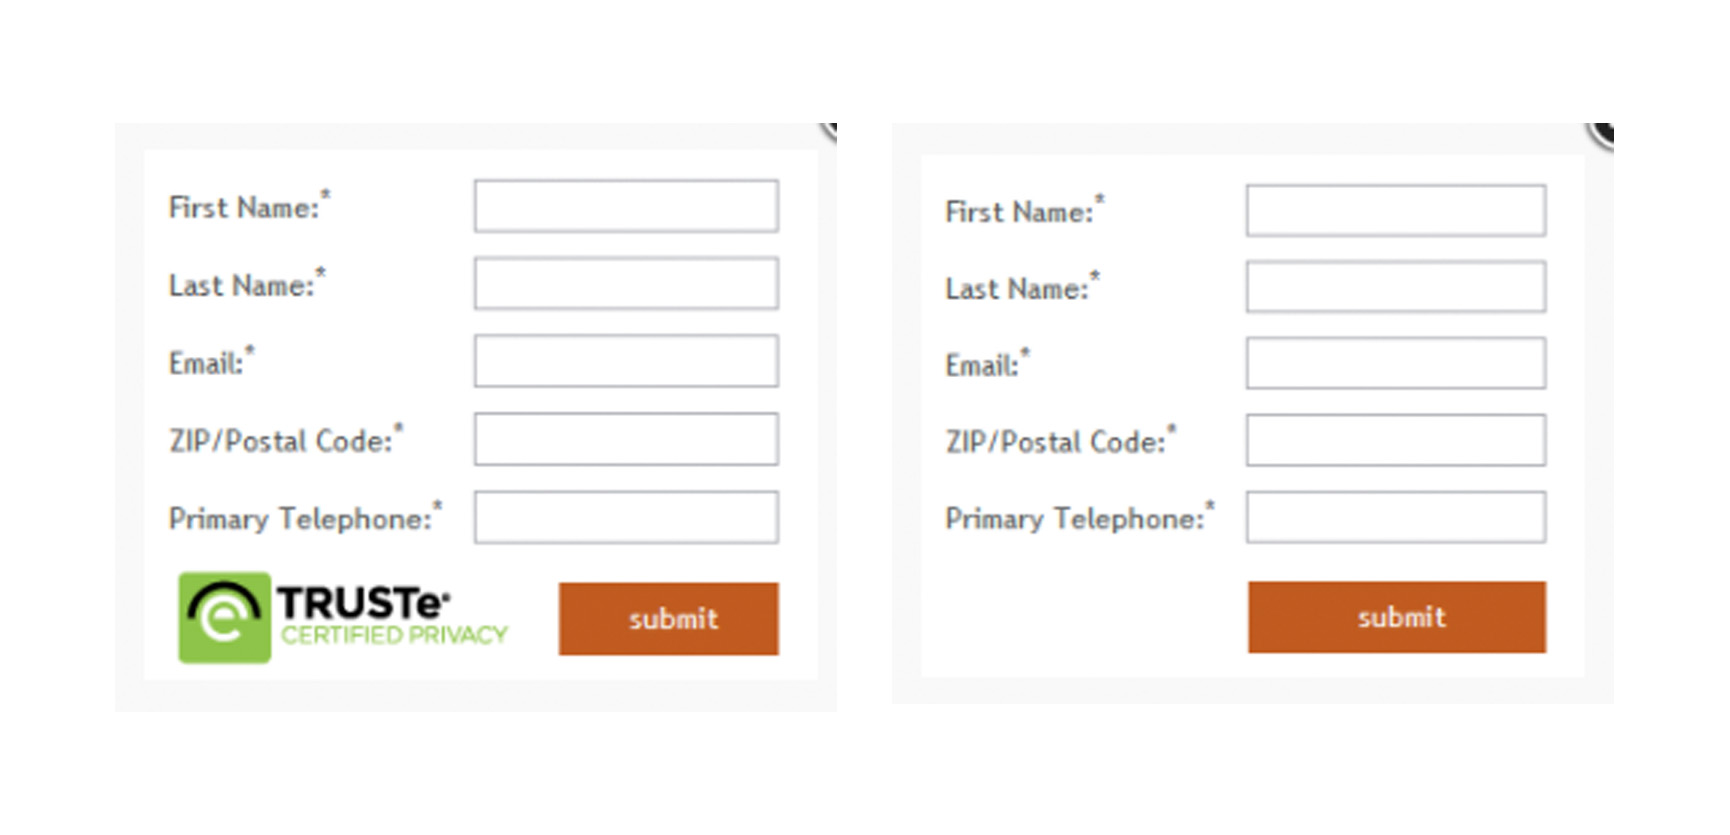 First Name:*
Last Name:*
Email:*
ZIP/Postal Code:*
Primary Telephone:*
TRUSTe
CERTIFIED PRIVACY
submit
First Name:*
Last Name:*
Email:*
ZIP/Postal Code:*
Primary Telephone:*
submit